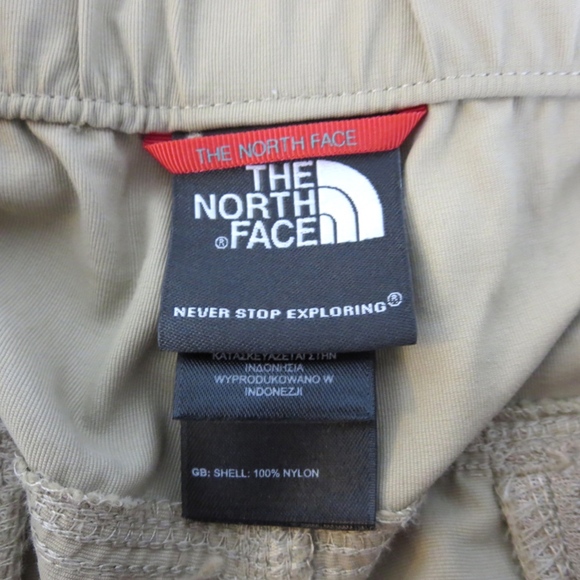 THE NORTH FACE
THE
NORTH
FACE®
NEVER STOP EXPLORING®
ΚΑΤΑΣΚΕΥΑΖΕΤΑΙ ΣΤΗΝ
ΙΝΔΟΝΗΣΙΑ
WYPRODUKOWANO W
INDONEZJI
GB: SHELL: 100% NYLON